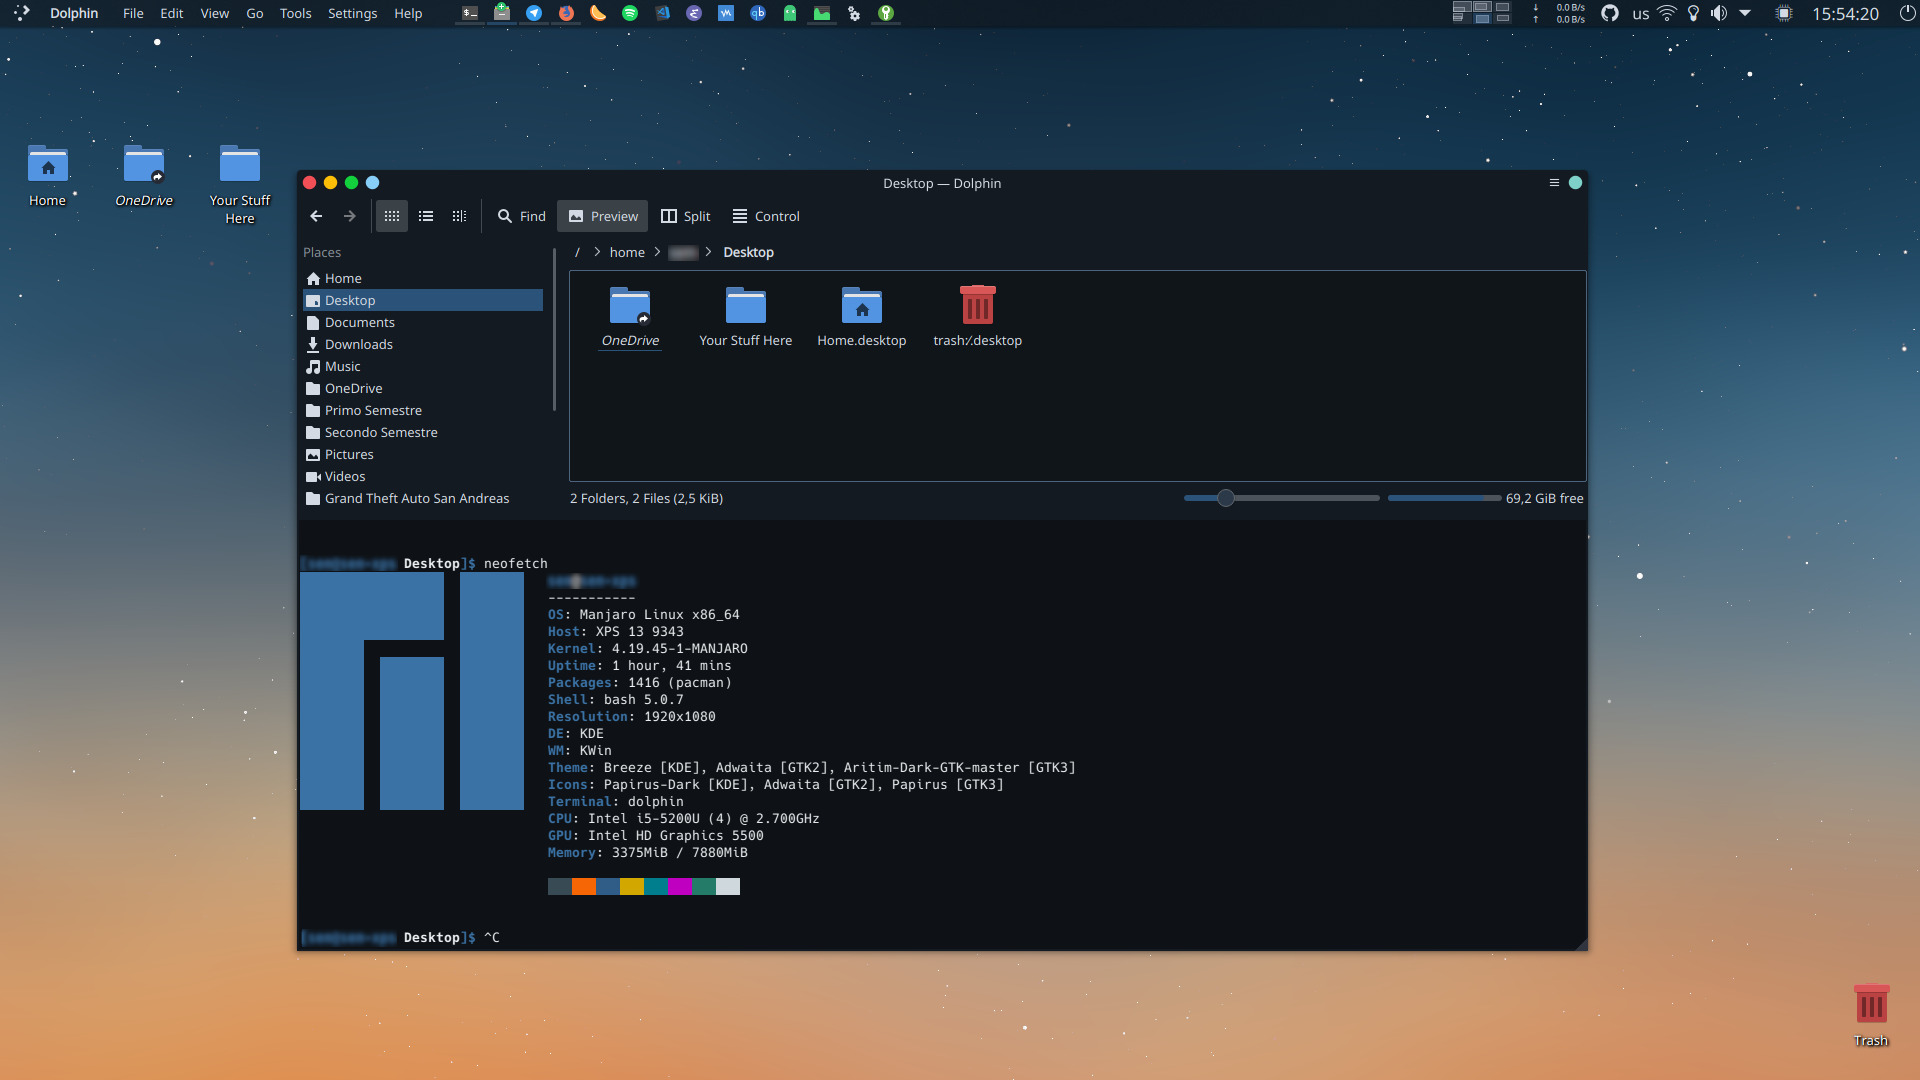 Dolphin File Edit View Go Tools Settings Help
↓ 0.0 B/s
↑ 0.0 B/s
us
15:54:20
Home
OneDrive
Your Stuff
Here
Desktop — Dolphin
Find Preview Split Control
Places
/ > home > > Desktop
Home
Desktop
Documents
Downloads
Music
OneDrive
Primo Semestre
Secondo Semestre
Pictures
Videos
Grand Theft Auto San Andreas
OneDrive
Your Stuff Here
Home.desktop
trash:⁄.desktop
2 Folders, 2 Files (2,5 KiB)
69,2 GiB free
Desktop]$ neofetch
-----------
OS: Manjaro Linux x86_64
Host: XPS 13 9343
Kernel: 4.19.45-1-MANJARO
Uptime: 1 hour, 41 mins
Packages: 1416 (pacman)
Shell: bash 5.0.7
Resolution: 1920x1080
DE: KDE
WM: KWin
Theme: Breeze [KDE], Adwaita [GTK2], Aritim-Dark-GTK-master [GTK3]
Icons: Papirus-Dark [KDE], Adwaita [GTK2], Papirus [GTK3]
Terminal: dolphin
CPU: Intel i5-5200U (4) @ 2.700GHz
GPU: Intel HD Graphics 5500
Memory: 3375MiB / 7880MiB
Desktop]$ ^C
Trash